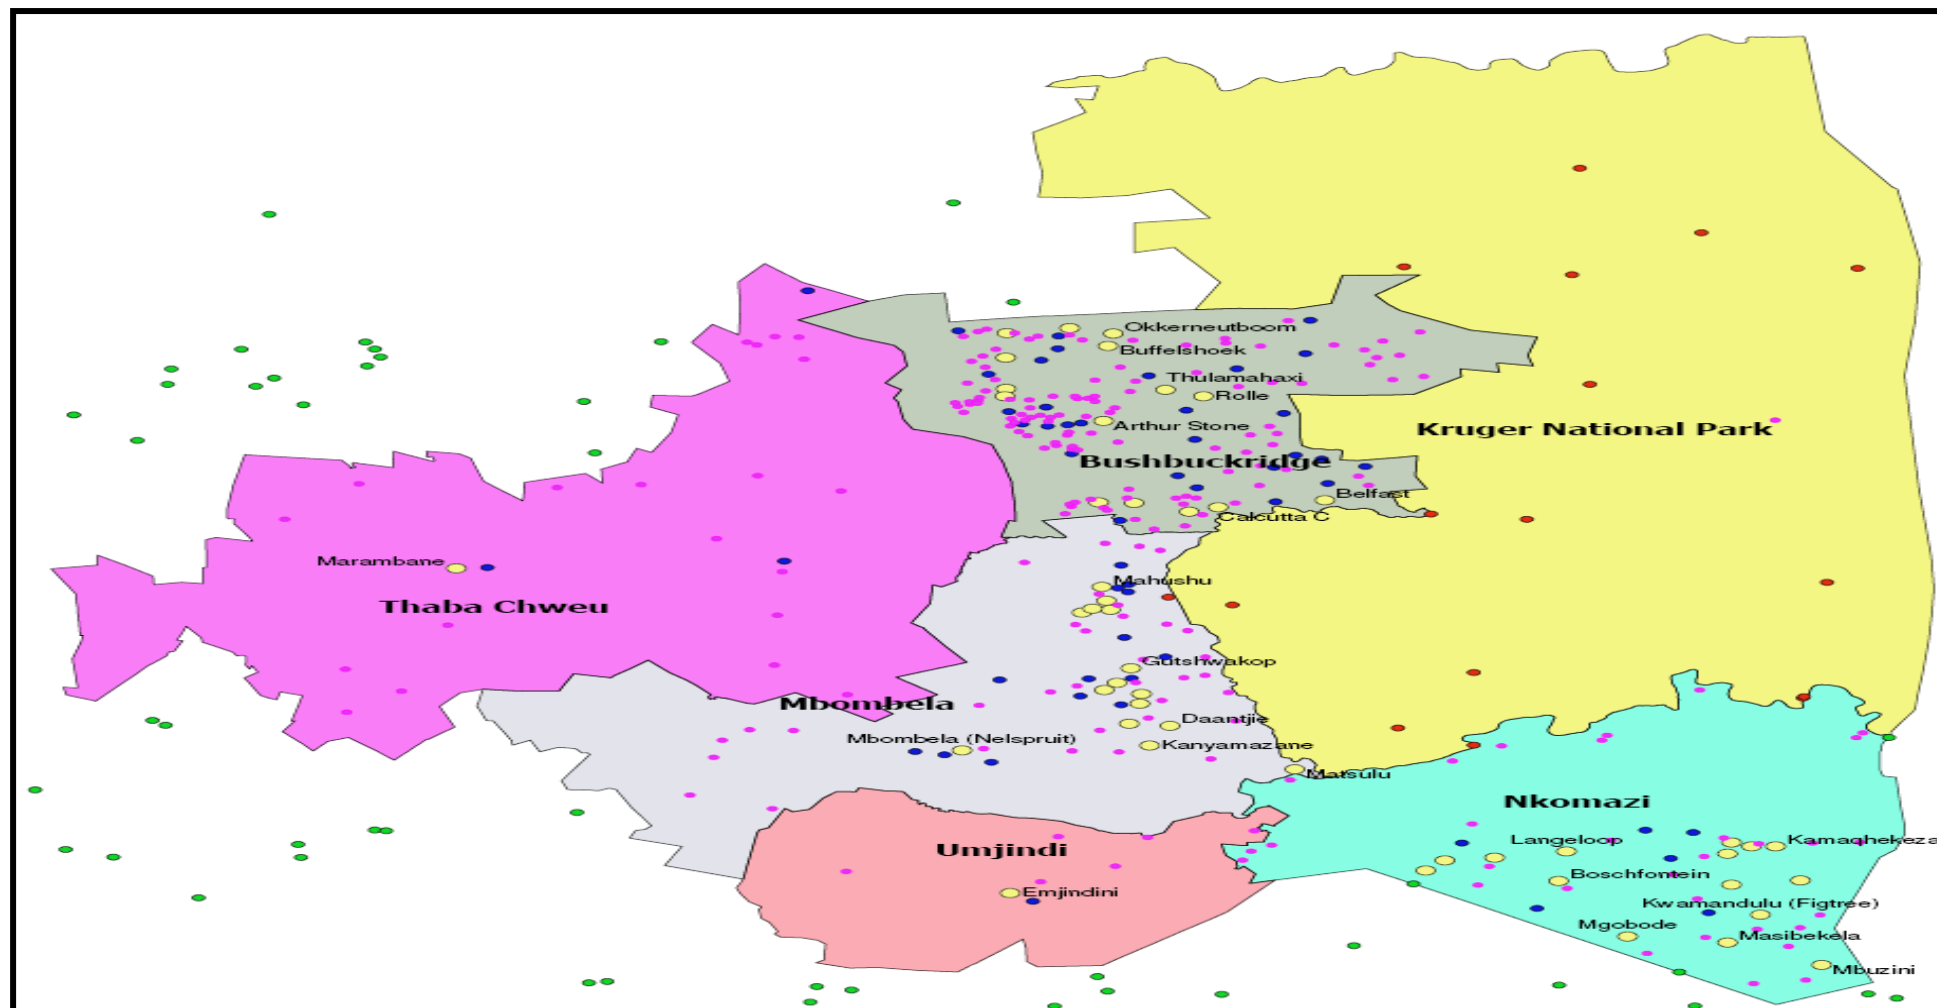 Okkerneutboom
Buffelshoek
Thulamahaxi
Rolle
Arthur Stone
Kruger National Park
Bushbuckridge
Belfast
Calcutta C
Marambane
Thaba Chweu
Mahushu
Gutshwakop
Mbombela
Daantjie
Mbombela (Nelspruit)
Kanyamazane
Matsulu
Nkomazi
Langeloop
Kamaqhekeza
Umjindi
Boschfontein
Emjindini
Kwamandulu (Figtree)
Mgobode
Masibekela
Mbuzini